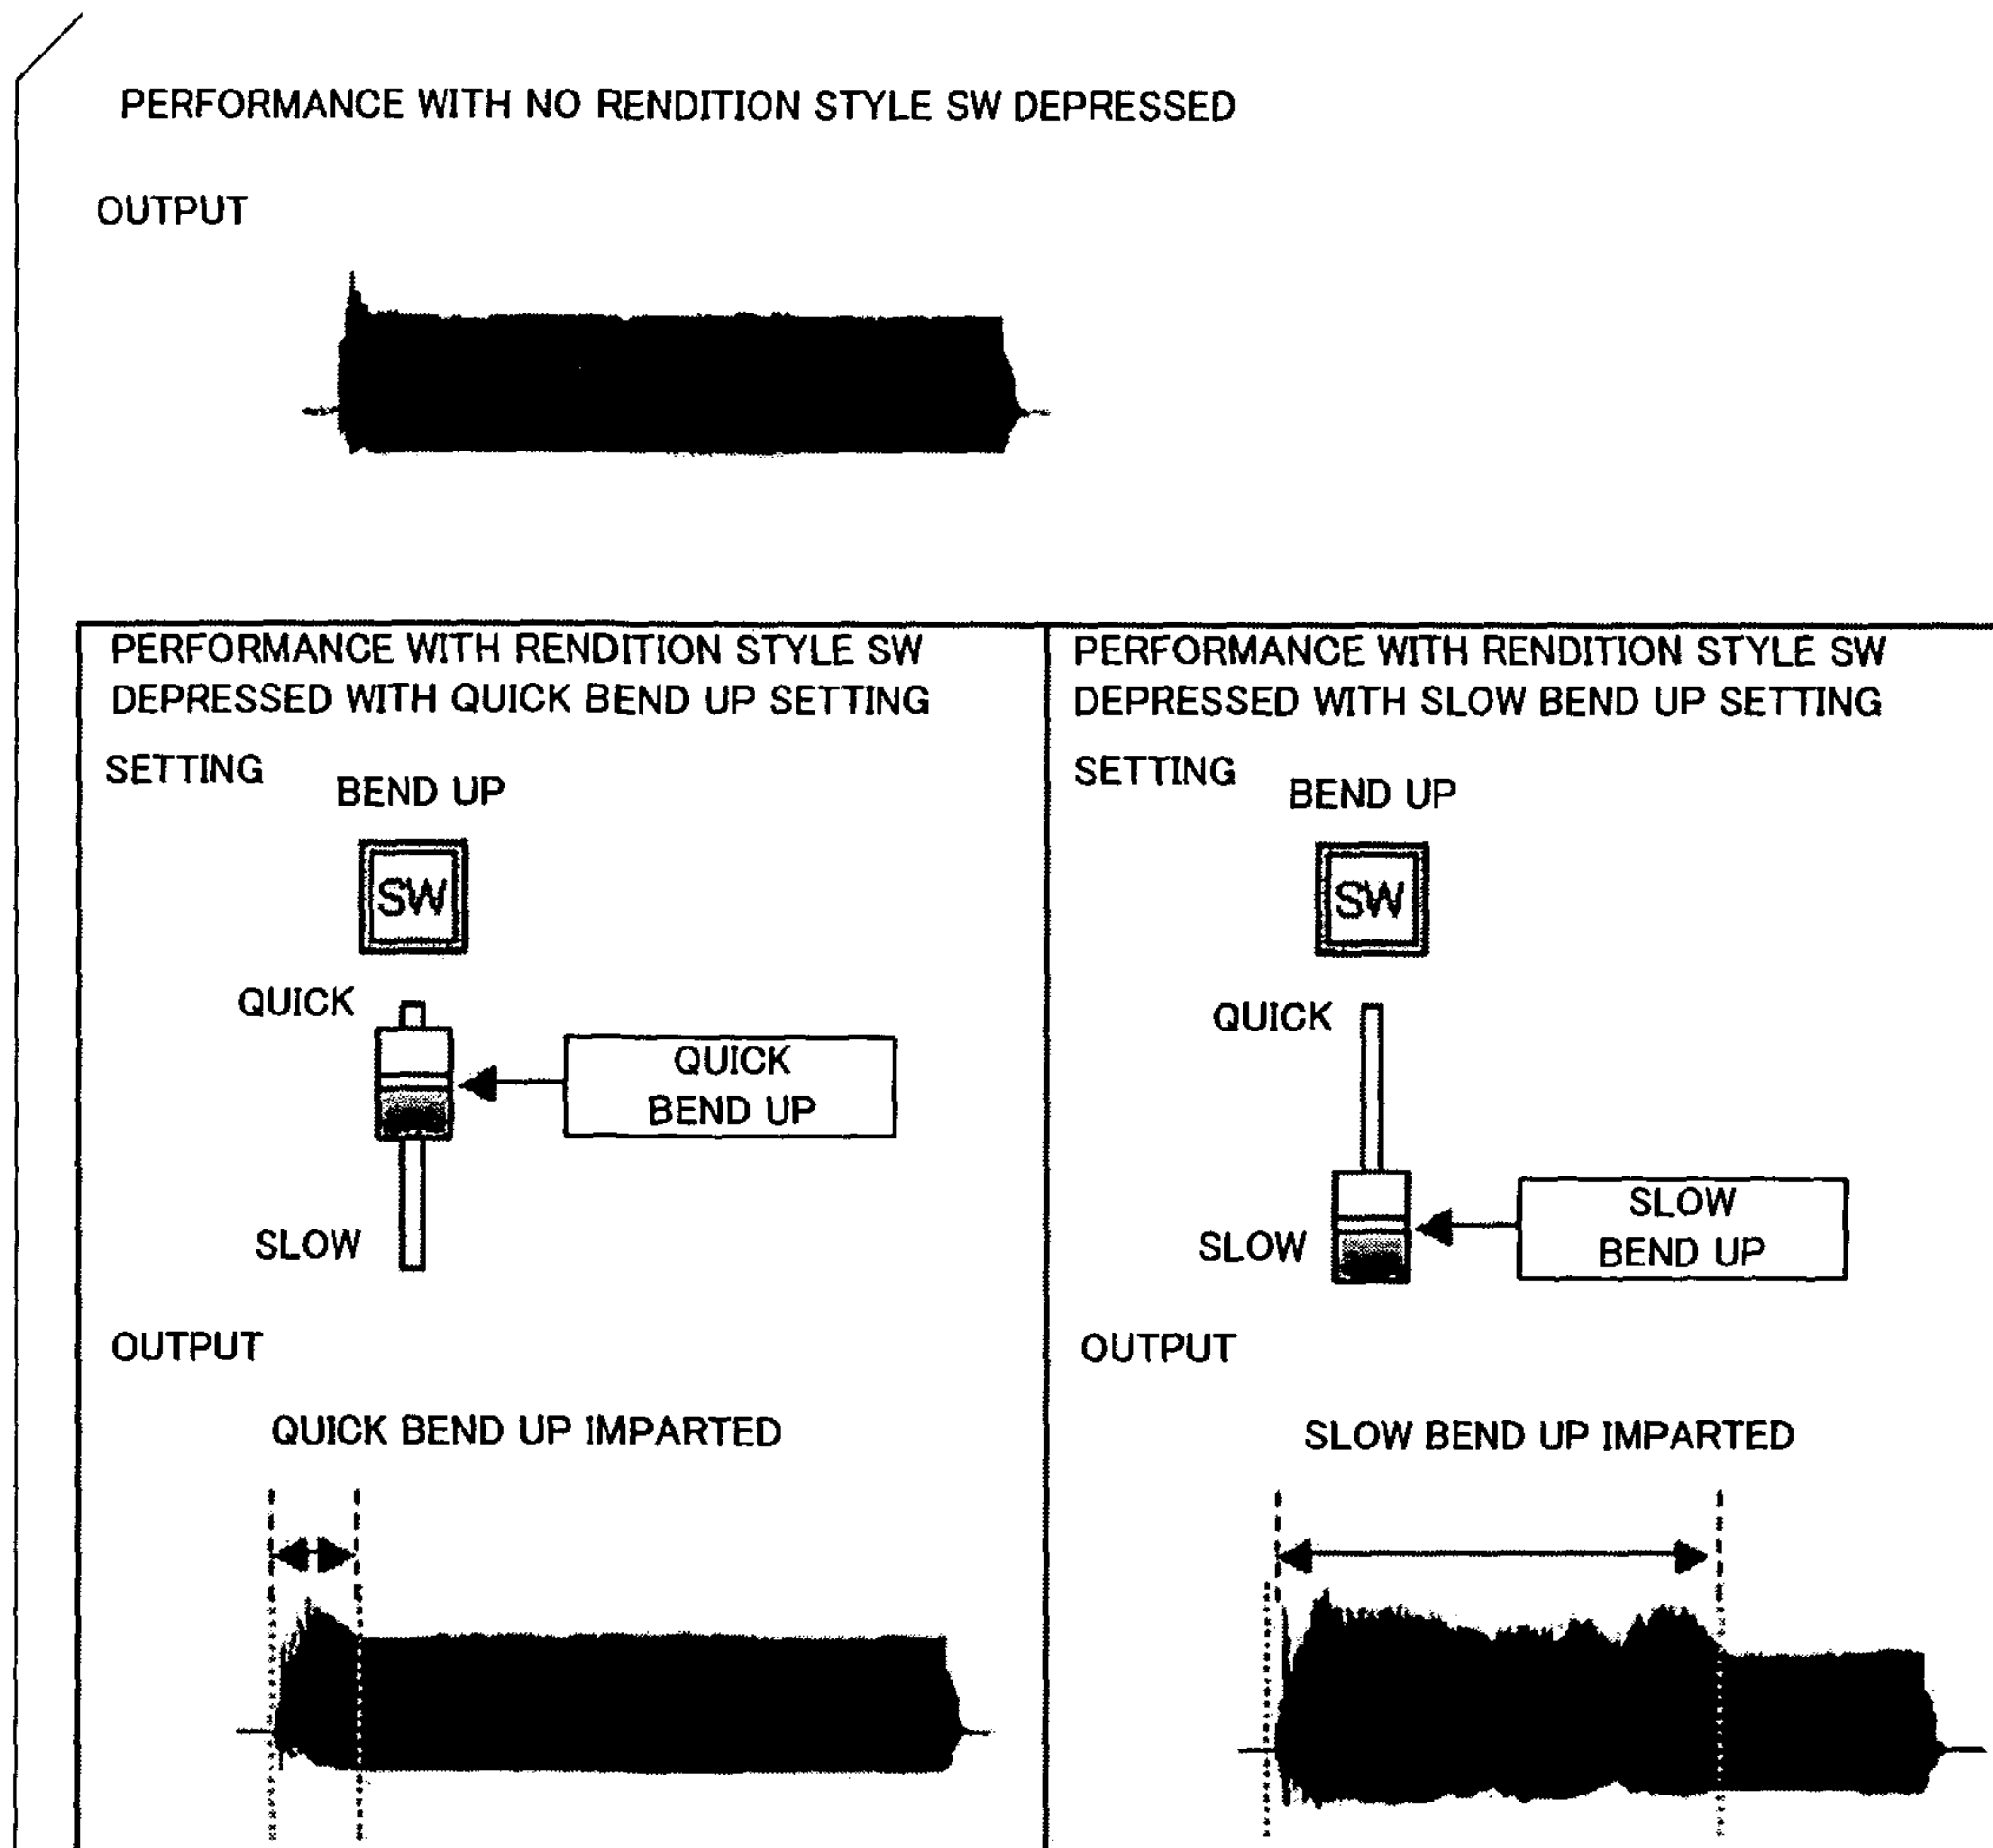 PERFORMANCE WITH NO RENDITION STYLE SW DEPRESSED
OUTPUT
PERFORMANCE WITH RENDITION STYLE SW
DEPRESSED WITH QUICK BEND UP SETTING
SETTING
BEND UP
SW
QUICK
QUICK
BEND UP
SLOW
OUTPUT
QUICK BEND UP IMPARTED
PERFORMANCE WITH RENDITION STYLE SW
DEPRESSED WITH SLOW BEND UP SETTING
SETTING
BEND UP
SW
QUICK
SLOW
SLOW
BEND UP
OUTPUT
SLOW BEND UP IMPARTED